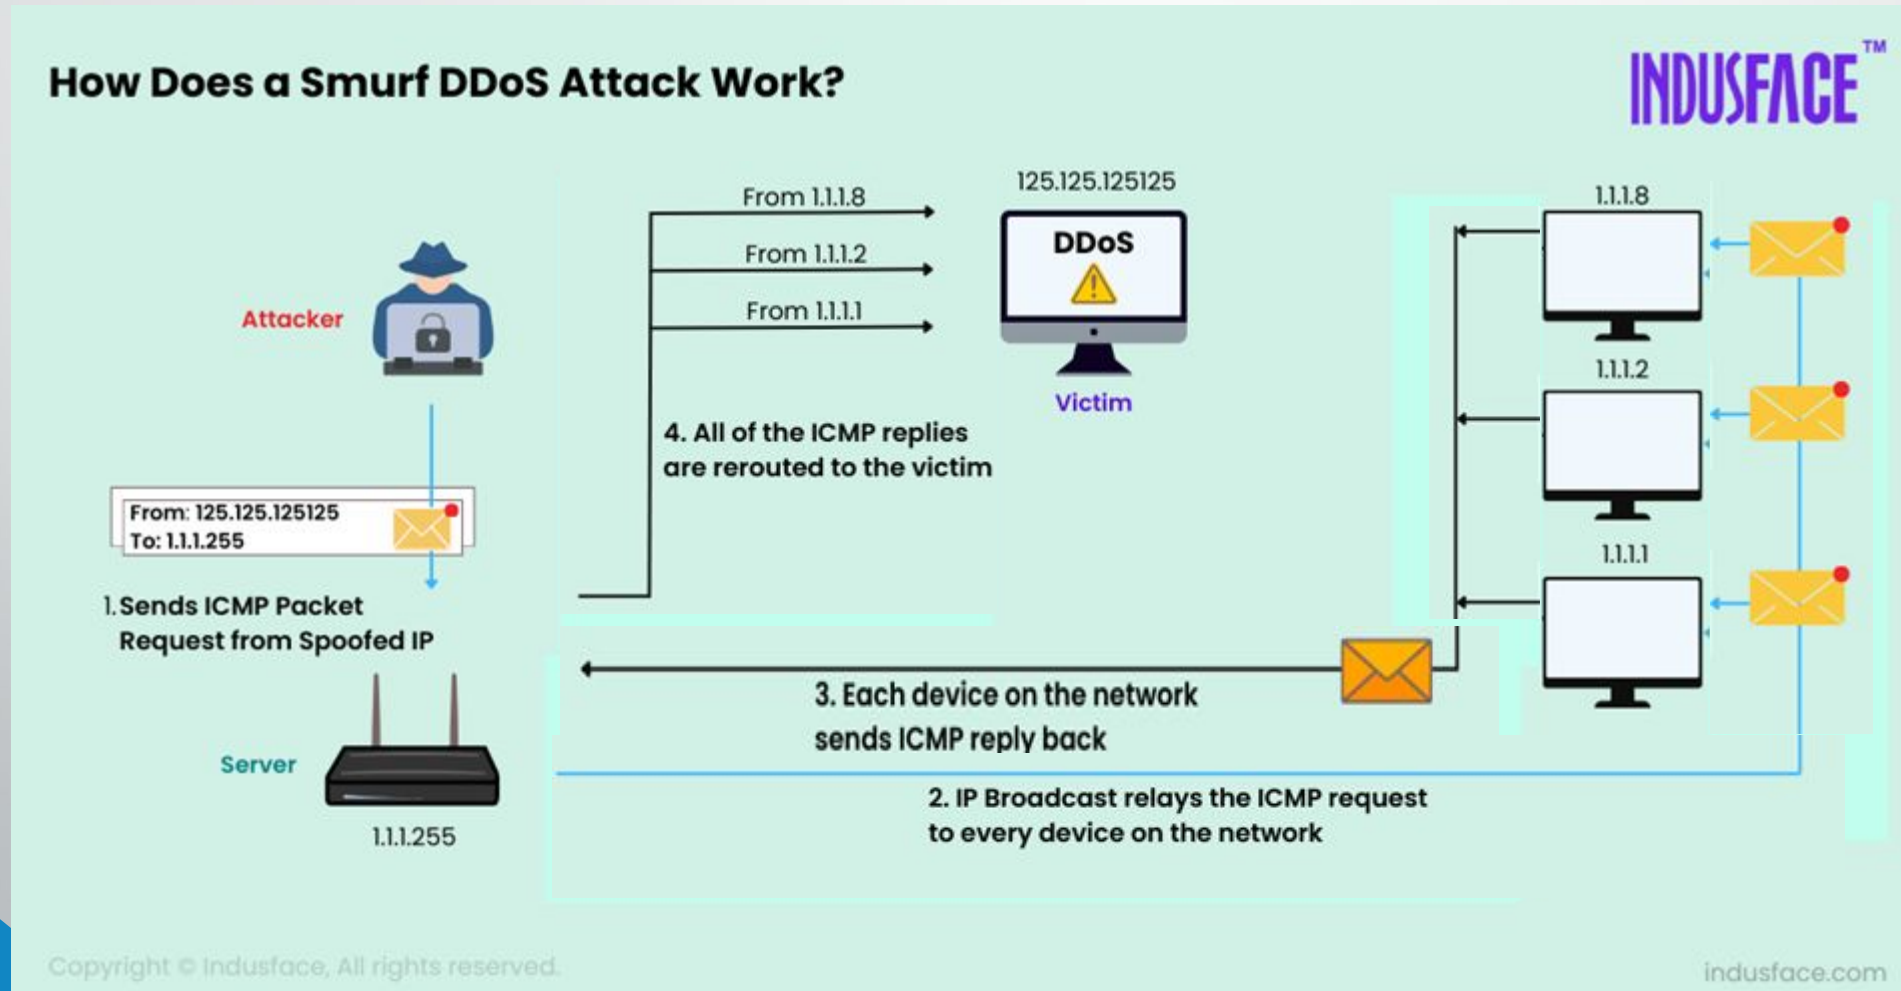 How Does a Smurf DDoS Attack Work?
INDUSFACE™
Attacker
From: 125.125.125125
To: 1.1.1.255
1. Sends ICMP Packet
Request from Spoofed IP
Server
1.1.1.255
From 1.1.1.8
From 1.1.1.2
From 1.1.1.1
125.125.125125
DDoS
Victim
4. All of the ICMP replies
are rerouted to the victim
1.1.1.8
1.1.1.2
1.1.1.1
3. Each device on the network
sends ICMP reply back
2. IP Broadcast relays the ICMP request
to every device on the network
Copyright © Indusface, All rights reserved.
indusface.com